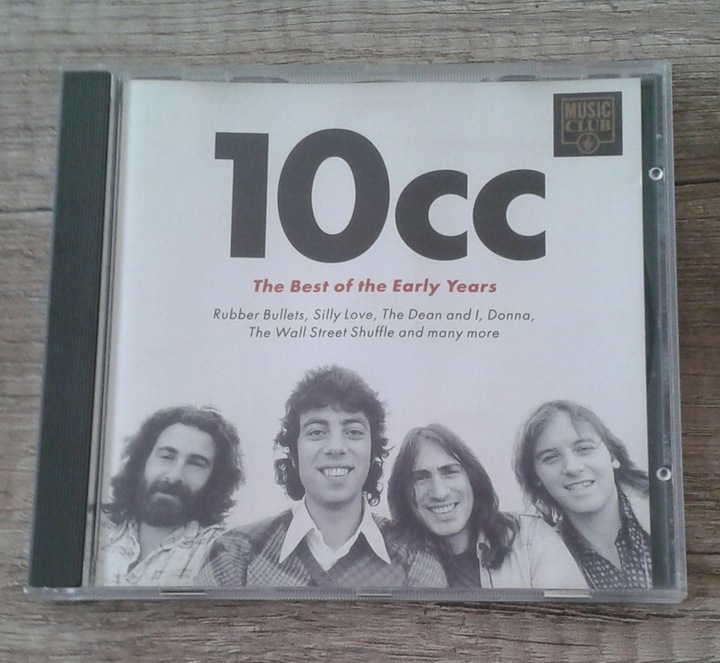 MUSIC
CLUB
10cc
The Best of the Early Years
Rubber Bullets, Silly Love, The Dean and I, Donna,
The Wall Street Shuffle and many more